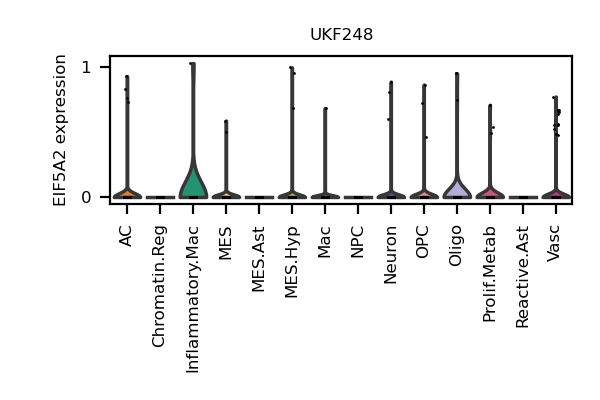 UKF248
EIF5A2 expression
1
0
AC
Chromatin.Reg
Inflammatory.Mac
MES
MES.Ast
MES.Hyp
Mac
NPC
Neuron
OPC
Oligo
Prolif.Metab
Reactive.Ast
Vasc